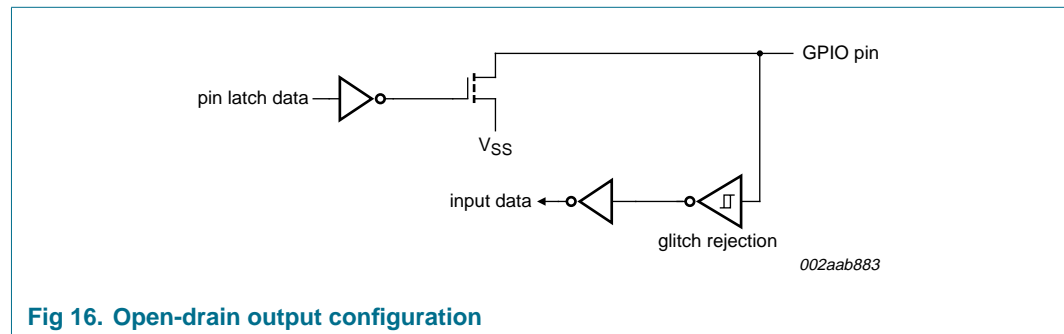 GPIO pin
pin latch data
VSS
input data
glitch rejection
002aab883
Fig 16. Open-drain output configuration